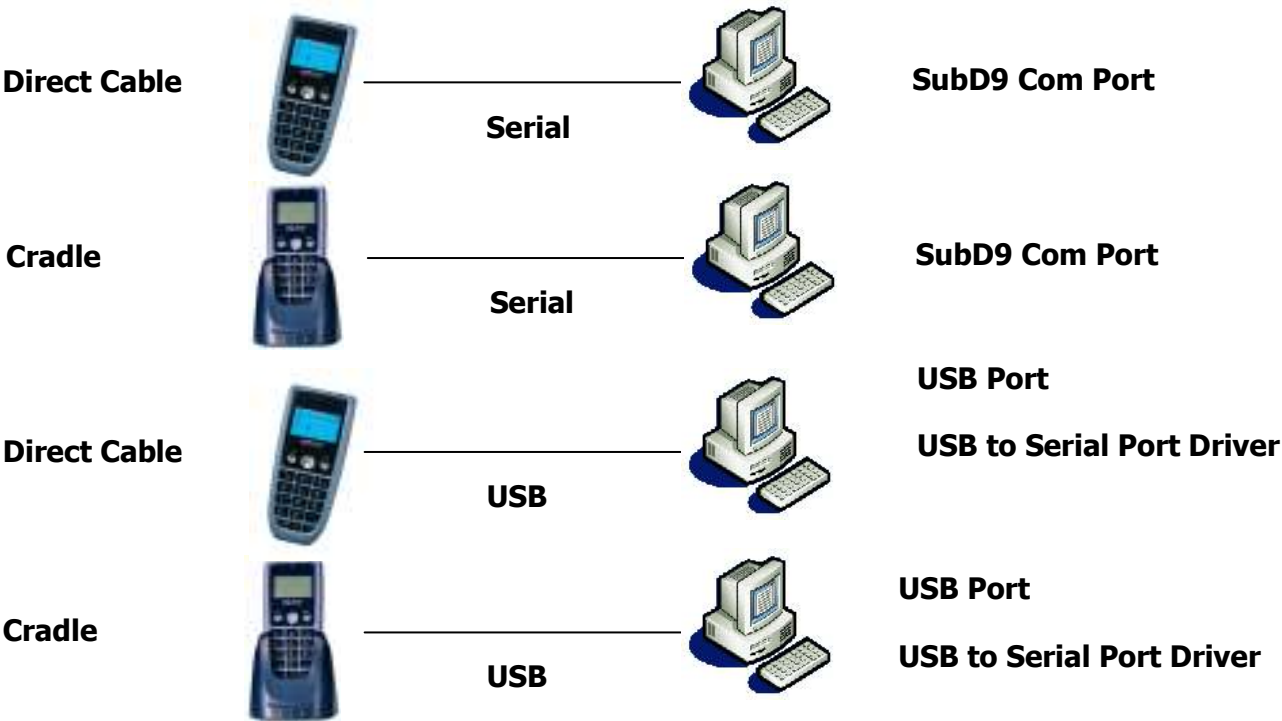 Direct Cable
Serial
SubD9 Com Port
Cradle
Serial
SubD9 Com Port
Direct Cable
USB
USB Port
USB to Serial Port Driver
Cradle
USB
USB Port
USB to Serial Port Driver